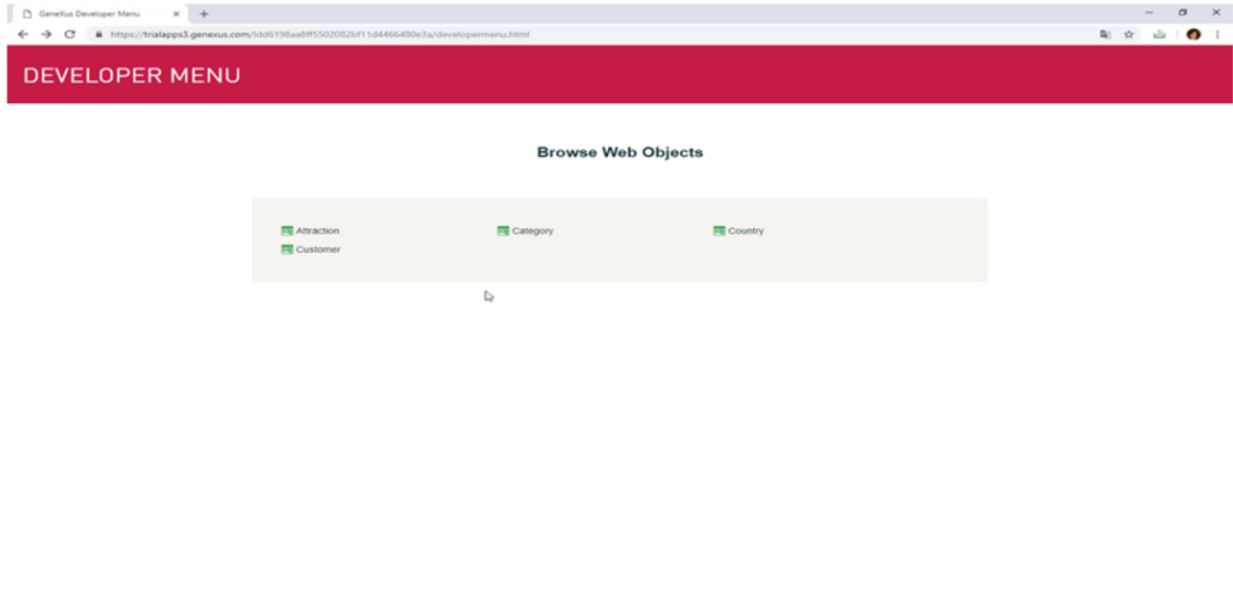 GeneXus Developer Menu
https://trialapps3.genexus.com/Idd6198aa8ff5502082bf11d4466480e3a/developermenu.html
DEVELOPER MENU
Browse Web Objects
Attraction Category Country
Customer